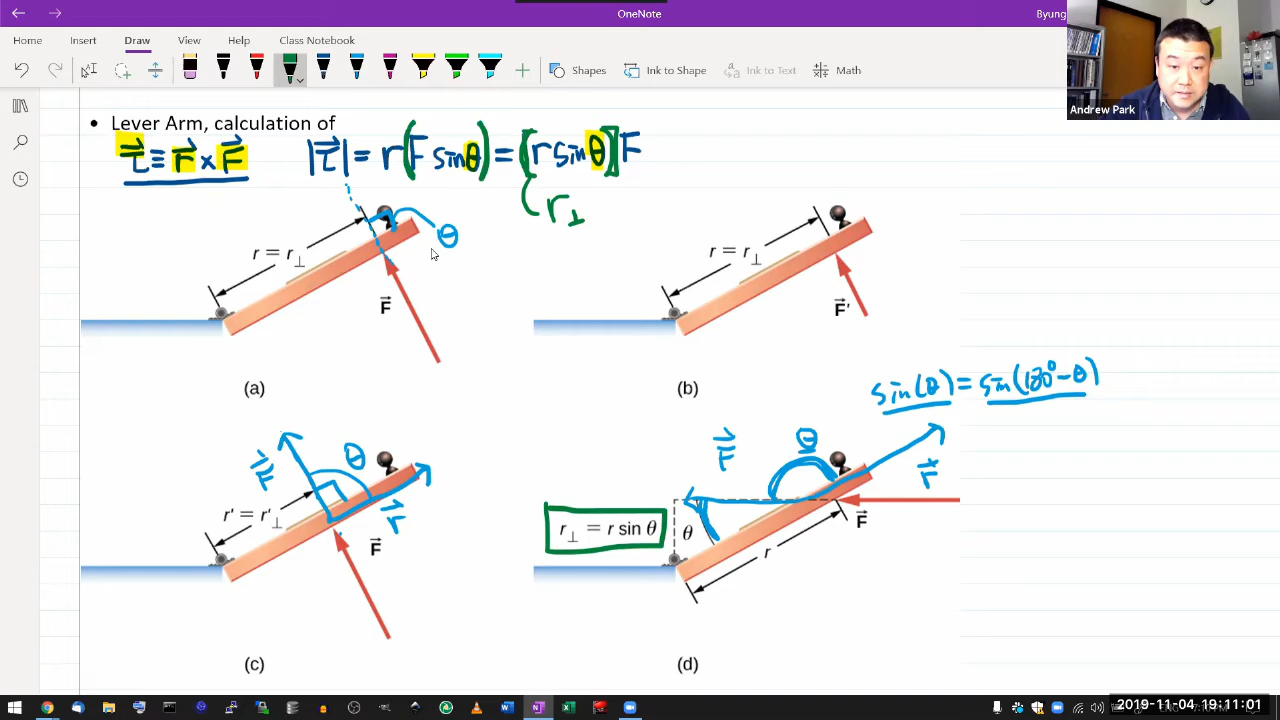 OneNote
Byung
Home Insert Draw View Help Class Notebook
Shapes Ink to Shape Ink to Text Math
Andrew Park
• Lever Arm, calculation of
τ⃗ ≡ r⃗ × F⃗ |τ⃗| = r(F sinθ) = [r sinθ]F
r⊥
θ
r = r⊥
F⃗
(a)
r = r⊥
F⃗'
(b)
sin(θ) = sin(180° - θ)
F⃗
θ
r' = r'⊥
r⃗
F⃗
(c)
F⃗
θ
r⃗
r⊥ = r sin θ
θ
F⃗
r
(d)
2019-11-04 19:11:01